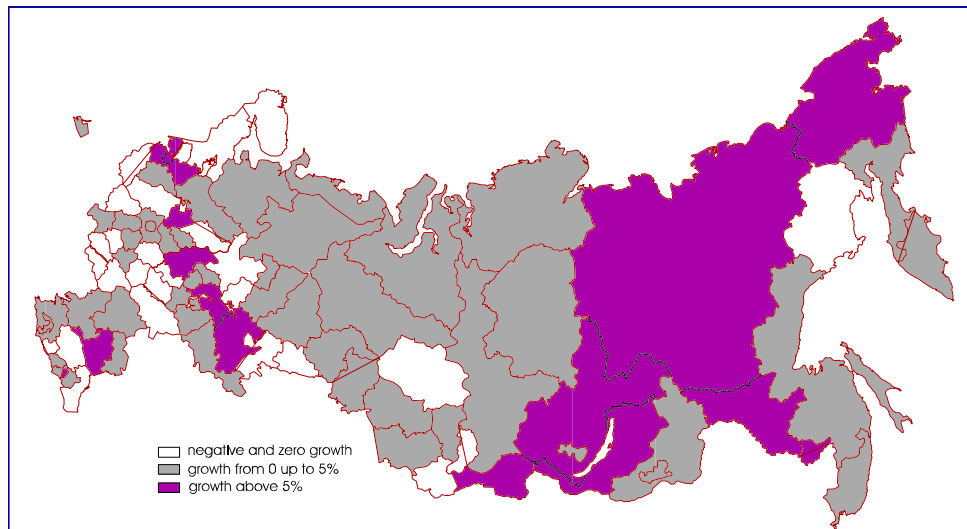 negative and zero growth
growth from 0 up to 5%
growth above 5%